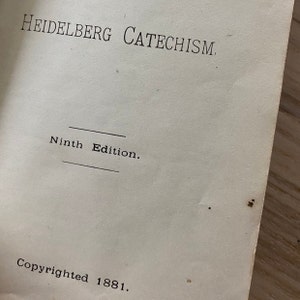 HEIDELBERG CATECHISM.
Ninth Edition.
Copyrighted 1881.